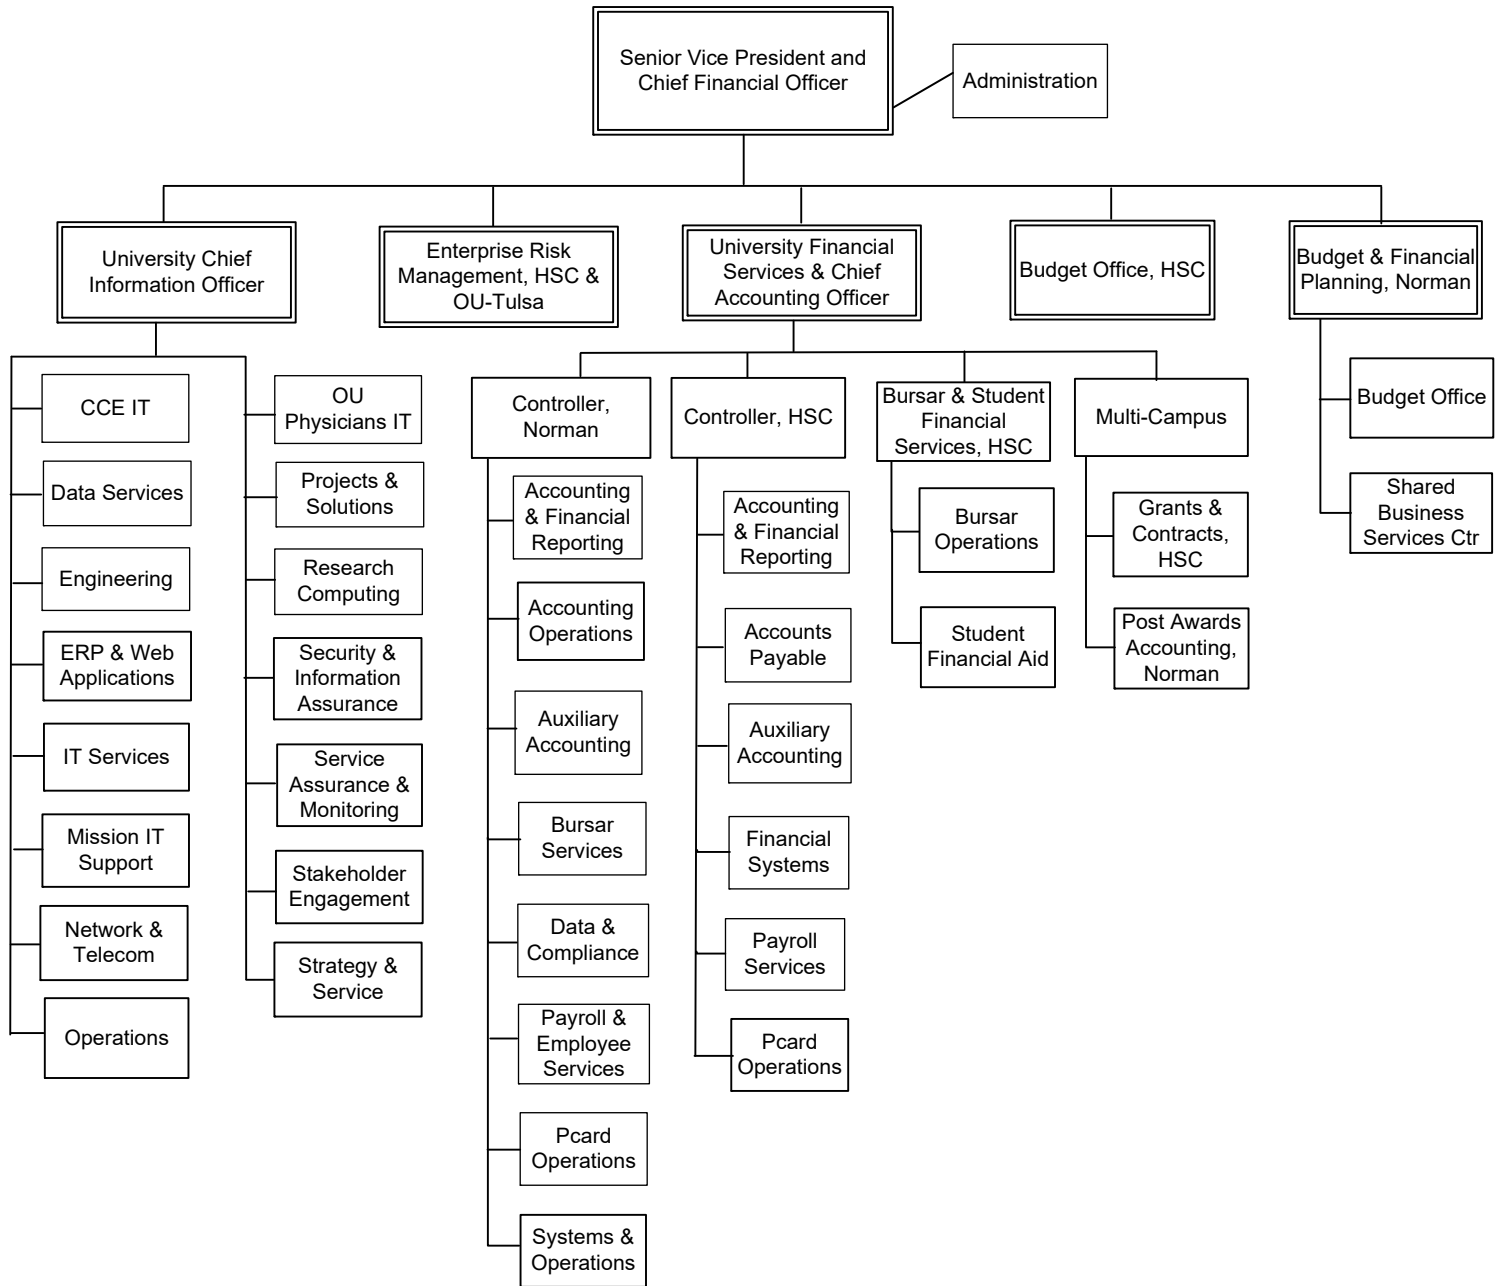 Senior Vice President and
Chief Financial Officer
Administration
University Chief
Information Officer
Enterprise Risk
Management, HSC &
OU-Tulsa
University Financial
Services & Chief
Accounting Officer
Budget Office, HSC
Budget & Financial
Planning, Norman
CCE IT
Data Services
Engineering
ERP & Web
Applications
IT Services
Mission IT
Support
Network &
Telecom
Operations
OU
Physicians IT
Projects &
Solutions
Research
Computing
Security &
Information
Assurance
Service
Assurance &
Monitoring
Stakeholder
Engagement
Strategy &
Service
Controller,
Norman
Accounting
& Financial
Reporting
Accounting
Operations
Auxiliary
Accounting
Bursar
Services
Data &
Compliance
Payroll &
Employee
Services
Pcard
Operations
Systems &
Operations
Controller, HSC
Accounting
& Financial
Reporting
Accounts
Payable
Auxiliary
Accounting
Financial
Systems
Payroll
Services
Pcard
Operations
Bursar & Student
Financial
Services, HSC
Bursar
Operations
Student
Financial Aid
Multi-Campus
Grants &
Contracts,
HSC
Post Awards
Accounting,
Norman
Budget Office
Shared
Business
Services Ctr